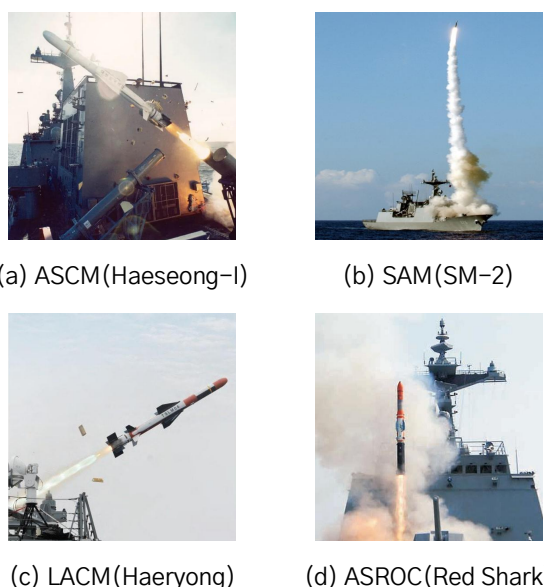 (a) ASCM(Haeseong-I)
(b) SAM(SM-2)
(c) LACM(Haeryong)
(d) ASROC(Red Shark